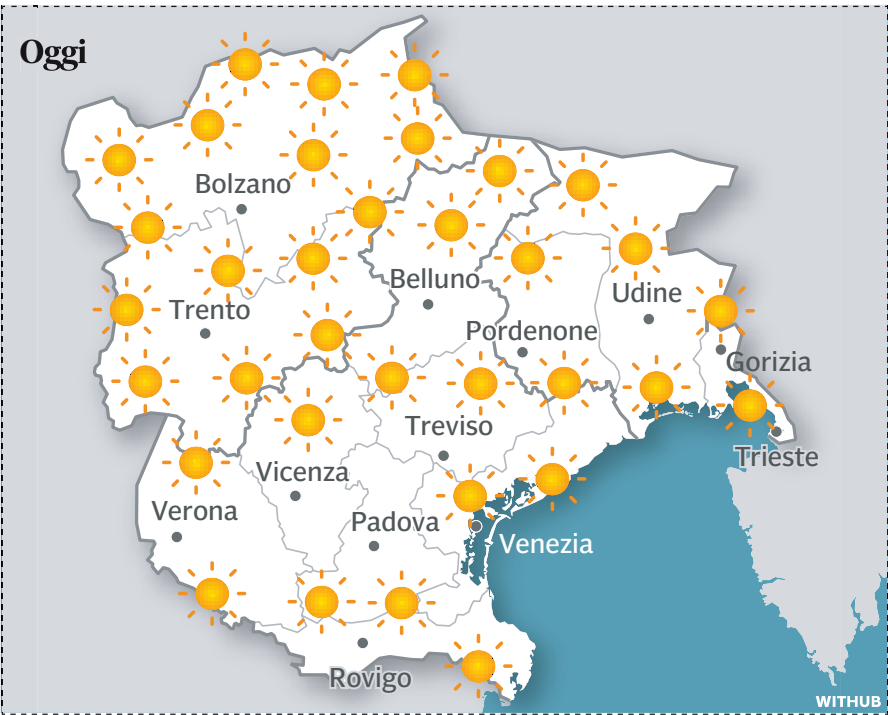 Oggi
Bolzano
Belluno
Trento
Udine
Pordenone
Gorizia
Treviso
Trieste
Vicenza
Verona
Padova
Venezia
Rovigo
WITHUB